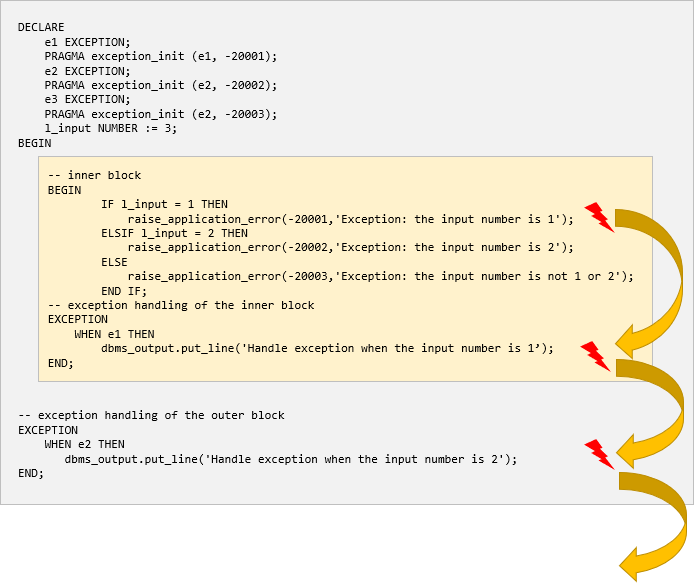 DECLARE
e1 EXCEPTION;
PRAGMA exception_init (e1, -20001);
e2 EXCEPTION;
PRAGMA exception_init (e2, -20002);
e3 EXCEPTION;
PRAGMA exception_init (e2, -20003);
l_input NUMBER := 3;
BEGIN
-- inner block
BEGIN
IF l_input = 1 THEN
raise_application_error(-20001,'Exception: the input number is 1');
ELSIF l_input = 2 THEN
raise_application_error(-20002,'Exception: the input number is 2');
ELSE
raise_application_error(-20003,'Exception: the input number is not 1 or 2');
END IF;
-- exception handling of the inner block
EXCEPTION
WHEN e1 THEN
dbms_output.put_line('Handle exception when the input number is 1’);
END;
-- exception handling of the outer block
EXCEPTION
WHEN e2 THEN
dbms_output.put_line('Handle exception when the input number is 2');
END;